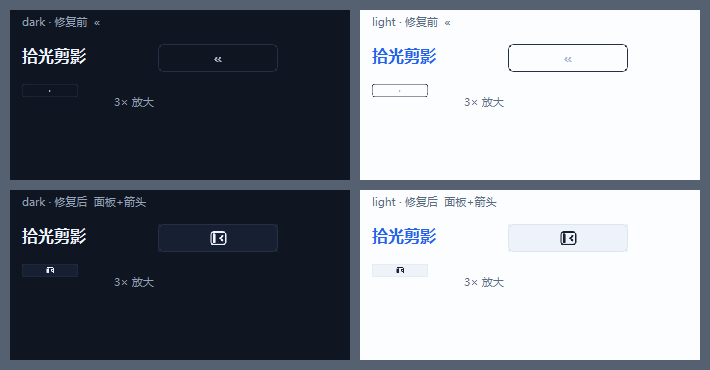 dark · 修复前 «
拾光剪影
«
3× 放大
light · 修复前 «
拾光剪影
«
3× 放大
dark · 修复后 面板+箭头
拾光剪影
3× 放大
light · 修复后 面板+箭头
拾光剪影
3× 放大